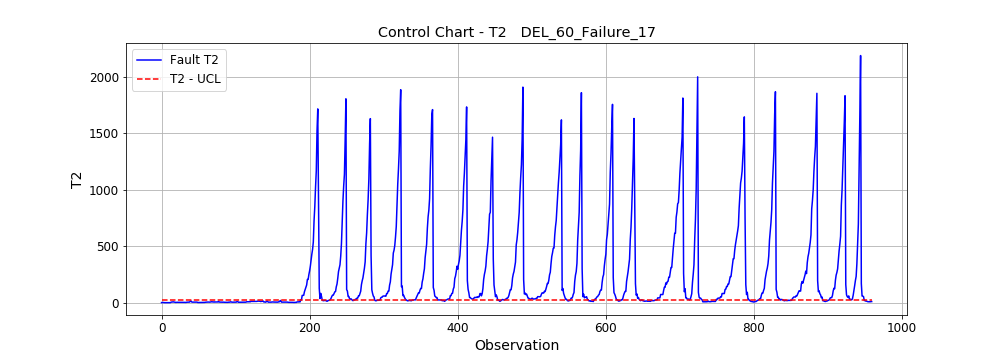 Control Chart - T2   DEL_60_Failure_17
Fault T2
T2 - UCL
2000
1500
1000
500
0
T2
0
200
400
600
800
1000
Observation